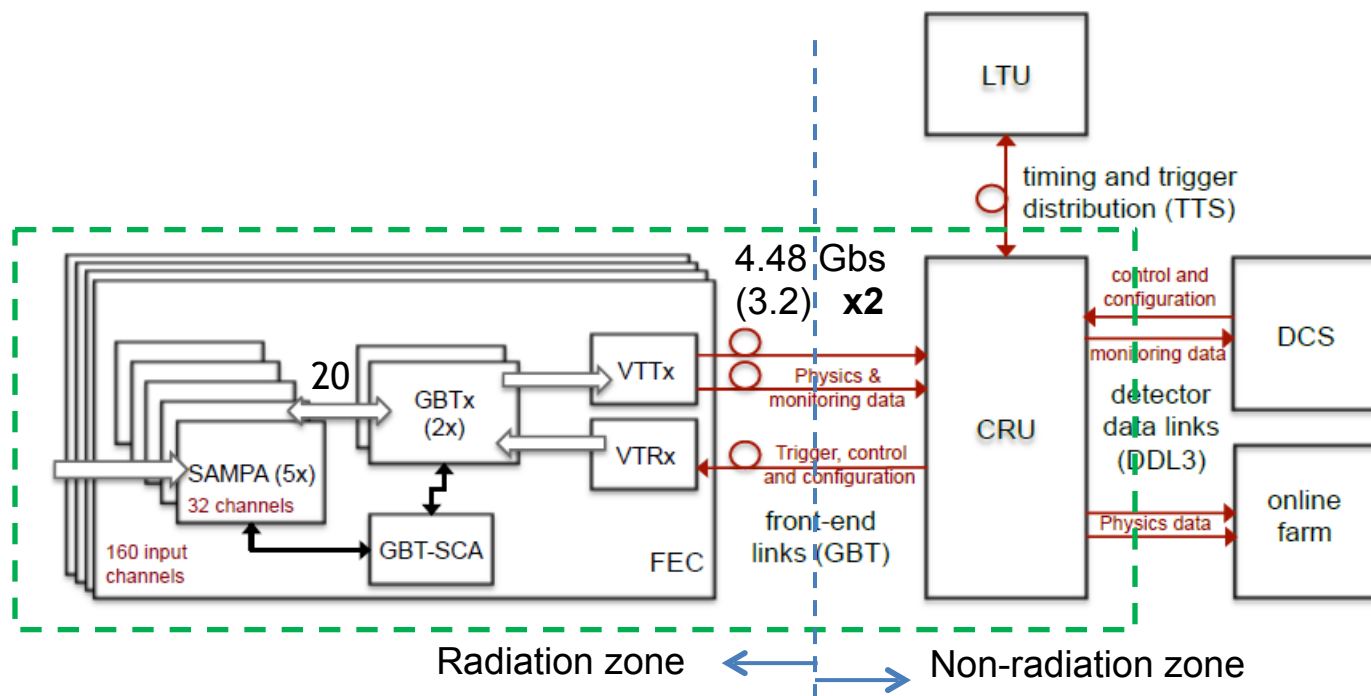 LTU
timing and trigger
distribution (TTS)
4.48 Gbs
(3.2) x2
control and
configuration
DCS
monitoring data
detector
data links
(DDL3)
20
GBTx
(2x)
VTTx
Physics &
monitoring data
CRU
SAMPA (5x)
32 channels
VTRx
Trigger, control
and configuration
160 input
channels
GBT-SCA
FEC
front-end
links (GBT)
Physics data
online
farm
Radiation zone
Non-radiation zone